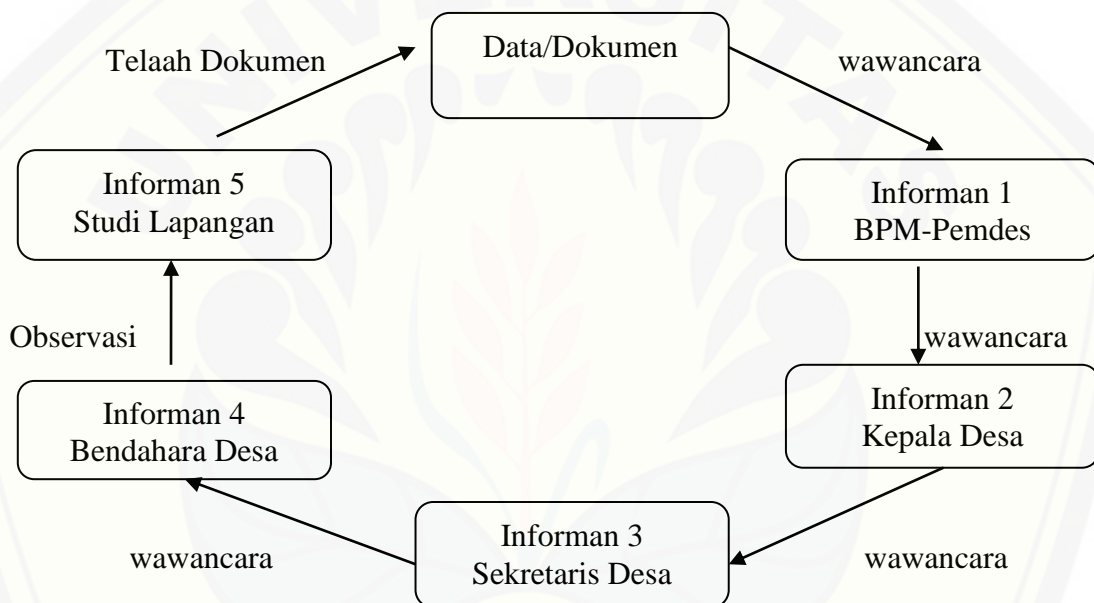 Data/Dokumen
Telaah Dokumen
wawancara
Informan 5
Studi Lapangan
Informan 1
BPM-Pemdes
Observasi
wawancara
Informan 4
Bendahara Desa
Informan 2
Kepala Desa
Informan 3
Sekretaris Desa
wawancara
wawancara
UNIVERSITAS